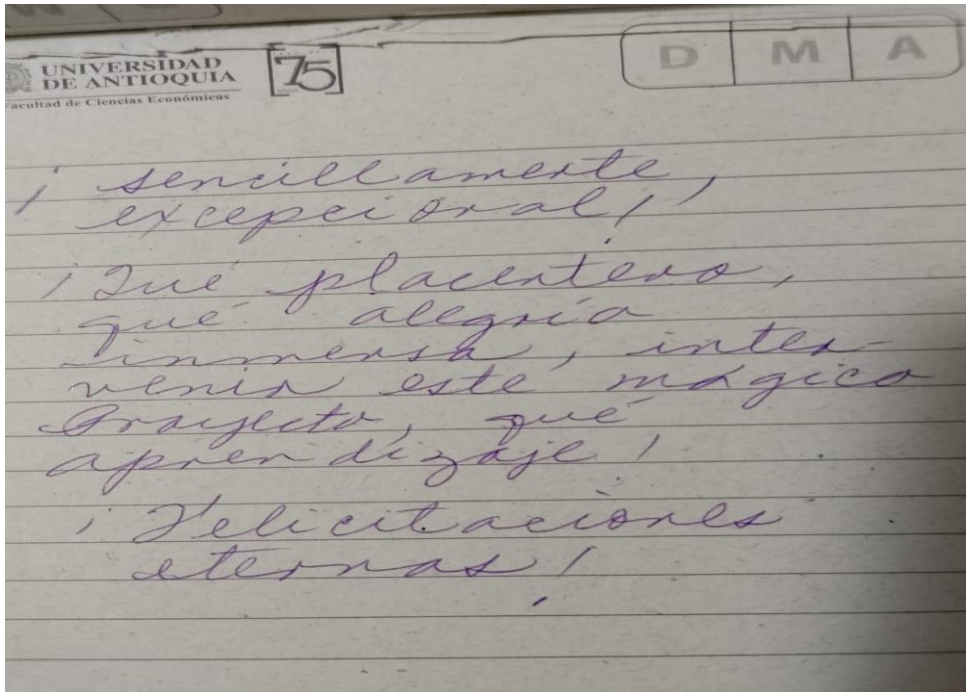 UNIVERSIDAD
DE ANTIOQUIA
Facultad de Ciencias Económicas
75
D M A
¡ sencillamente,
excepcional!
¡ Qué placentero,
qué alegría
inmensa, inter-
venir este mágico
Proyecto, qué
aprendizaje!
¡ Felicitaciones
eternas!